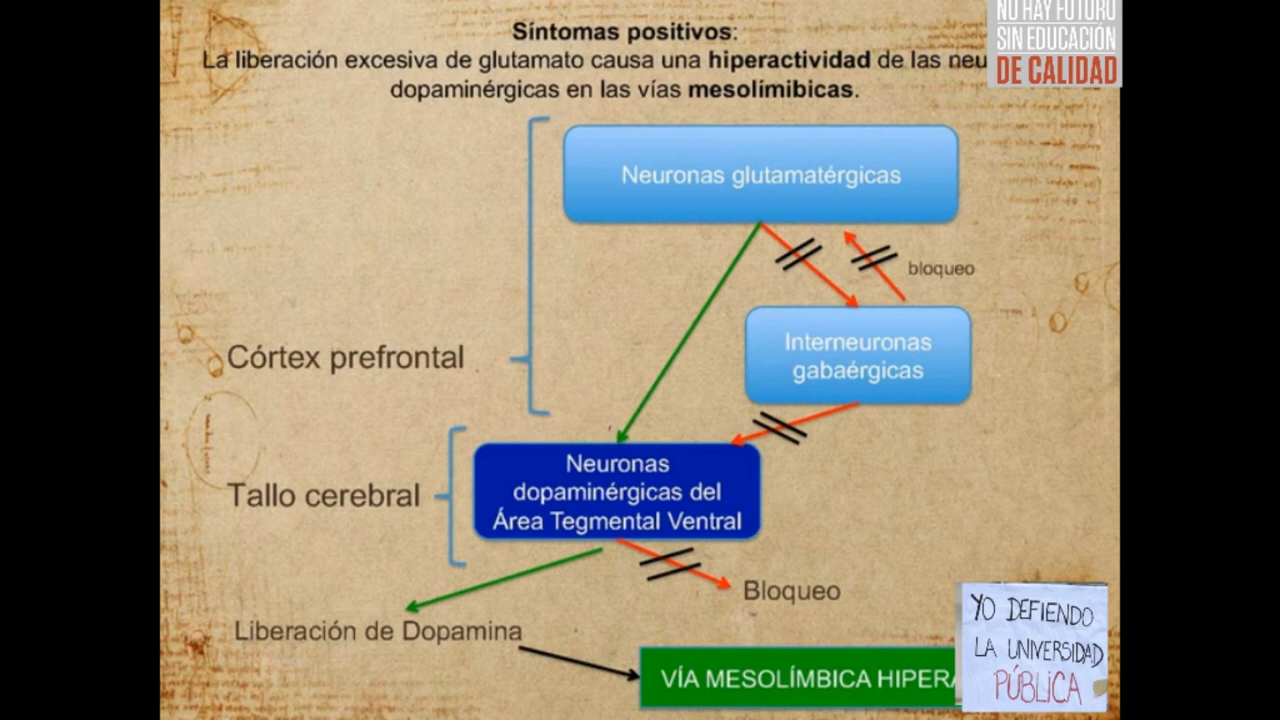 Síntomas positivos:
La liberación excesiva de glutamato causa una hiperactividad de las neu
dopaminérgicas en las vías mesolímibicas.
NO HAY FUTURO
SIN EDUCACIÓN
DE CALIDAD
Neuronas glutamatérgicas
bloqueo
Interneuronas
gabaérgicas
Córtex prefrontal
Tallo cerebral
Neuronas
dopaminérgicas del
Área Tegmental Ventral
Bloqueo
Liberación de Dopamina
VÍA MESOLÍMBICA HIPERA
YO DEFIENDO
LA UNIVERSIDAD
PÚBLICA